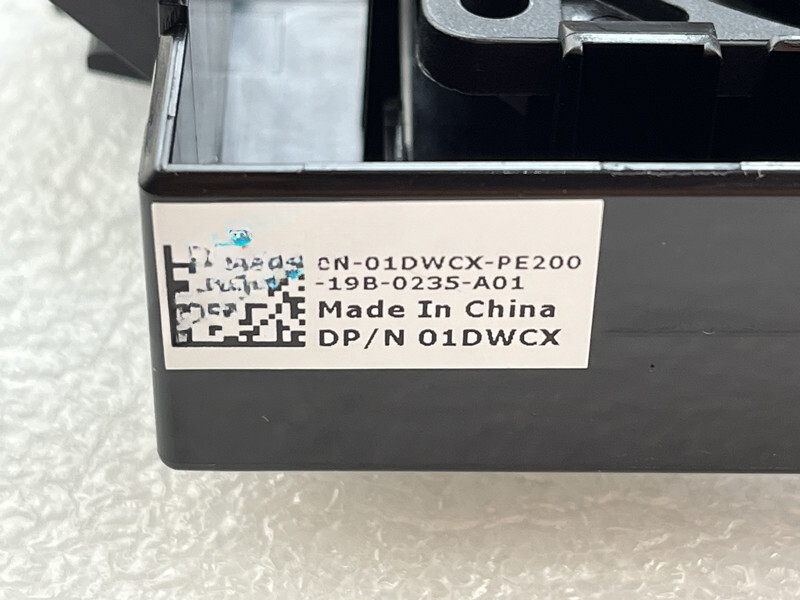 CN-01DWCX-PE200
-19B-0235-A01
Made In China
DP/N 01DWCX